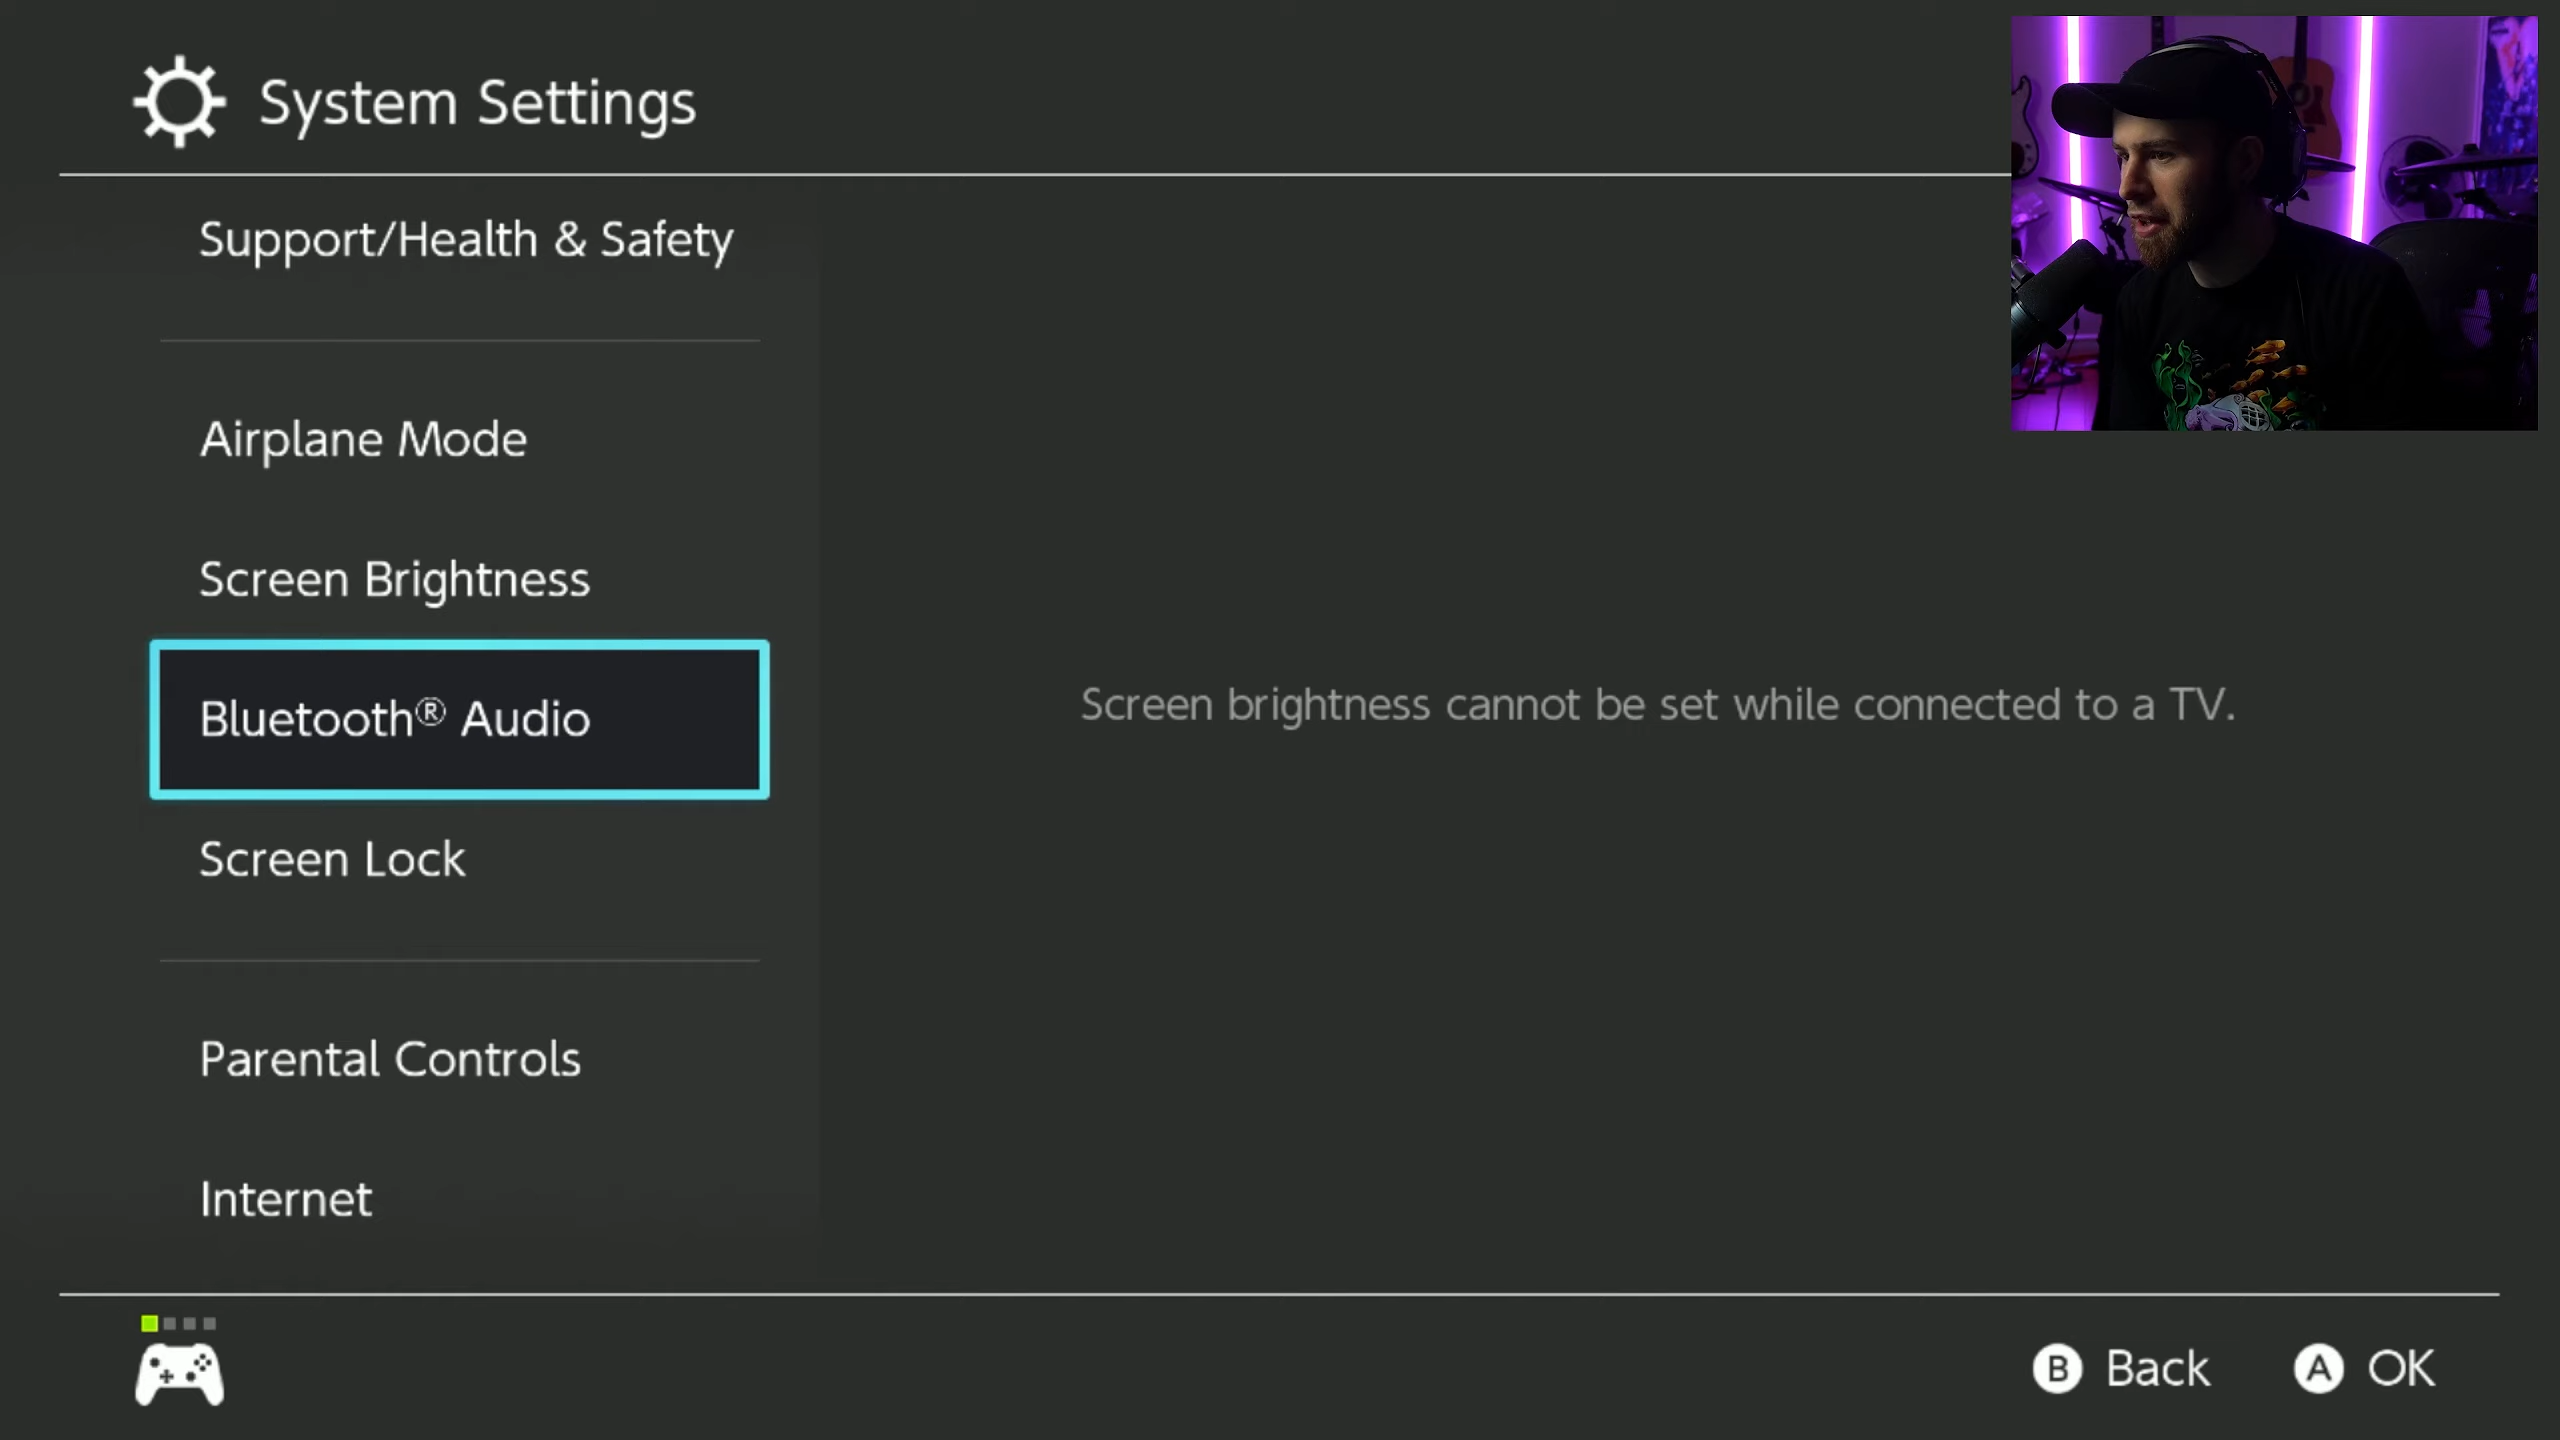 System Settings
Support/Health & Safety
Airplane Mode
Screen Brightness
Bluetooth® Audio
Screen Lock
Parental Controls
Internet
Screen brightness cannot be set while connected to a TV.
B Back A OK